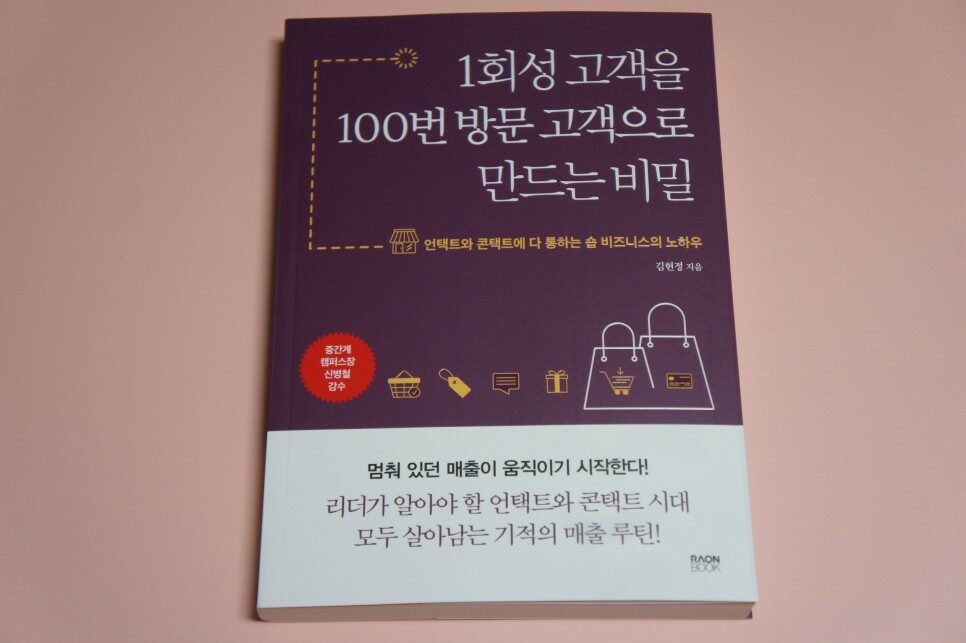 1회성 고객을
100번 방문 고객으로
만드는 비밀
언택트와 콘택트에 다 통하는 숍 비즈니스의 노하우
김현정 지음
중간계
캠퍼스장
신병철
감수
멈춰 있던 매출이 움직이기 시작한다!
리더가 알아야 할 언택트와 콘택트 시대
모두 살아남는 기적의 매출 루틴!
RAON
BOOK